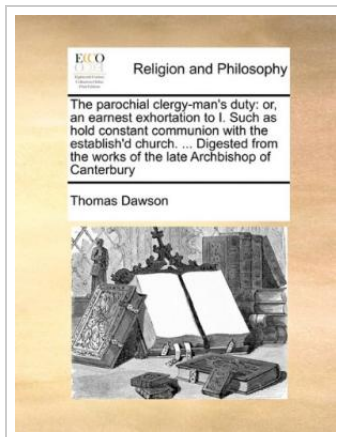 ECCO
Religion and Philosophy
The parochial clergy-man's duty: or,
an earnest exhortation to I. Such as
hold constant communion with the
establish'd church. ... Digested from
the works of the late Archbishop of
Canterbury
Thomas Dawson